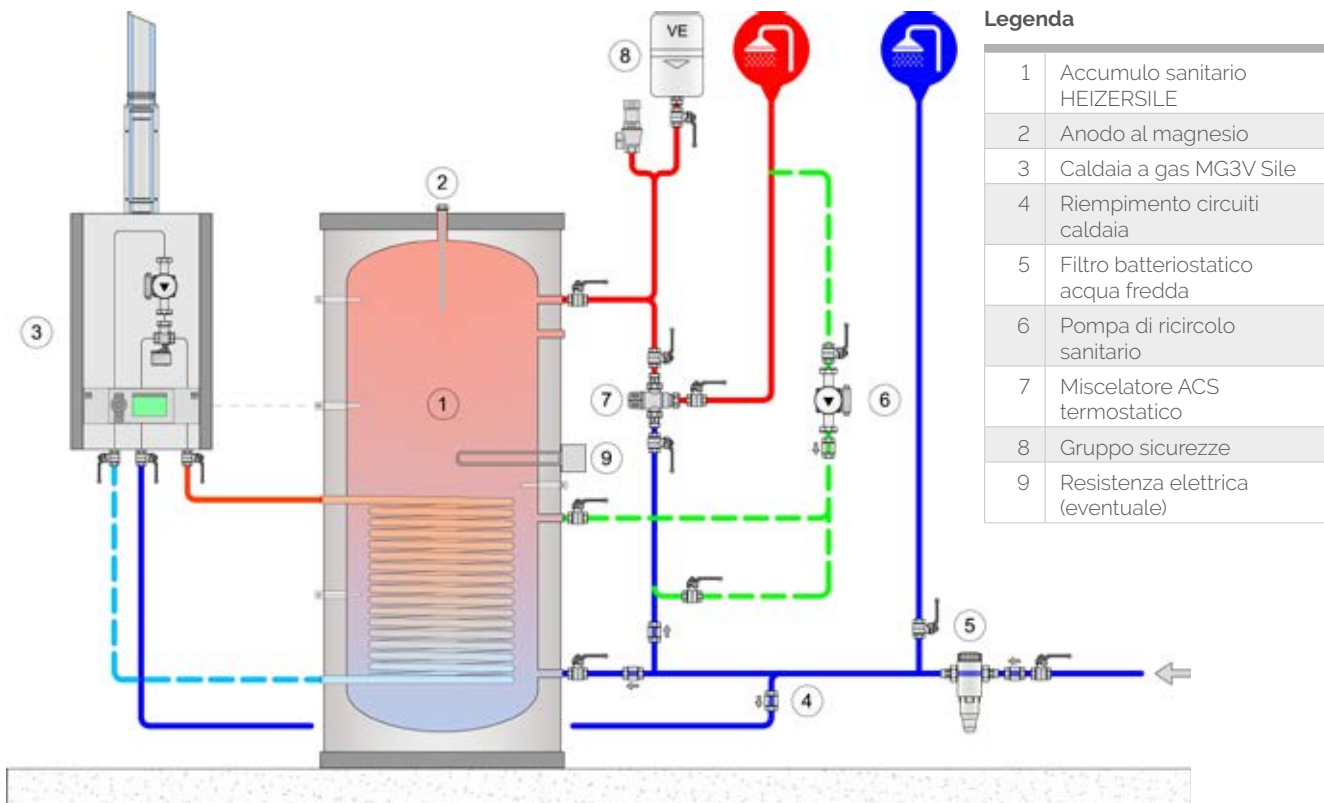 VE
8
2
3
1
7
6
9
5
4
Legenda
1 Accumulo sanitario
HEIZERSILE
2 Anodo al magnesio
3 Caldaia a gas MG3V Sile
4 Riempimento circuiti
caldaia
5 Filtro batteriostatico
acqua fredda
6 Pompa di ricircolo
sanitario
7 Miscelatore ACS
termostatico
8 Gruppo sicurezze
9 Resistenza elettrica
(eventuale)